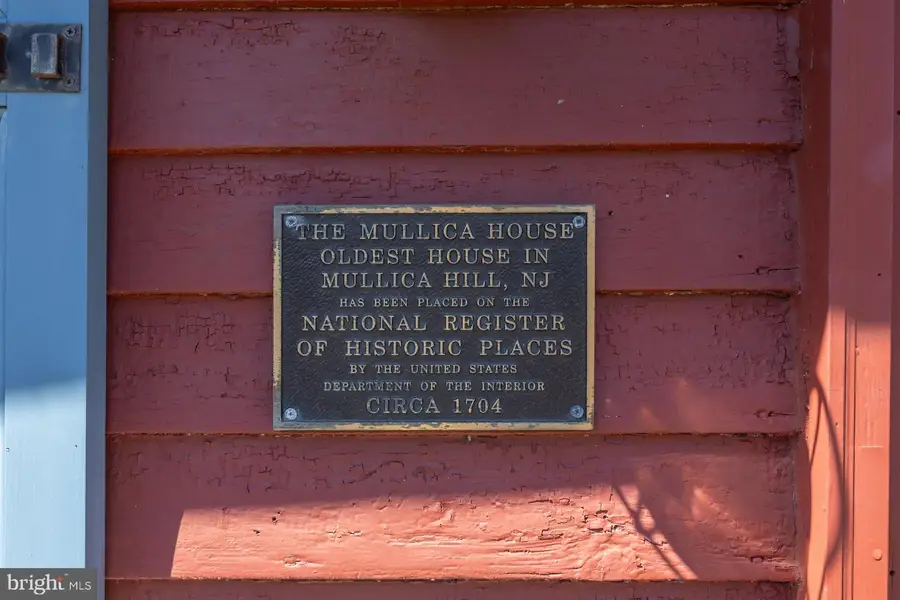 THE MULLICA HOUSE
OLDEST HOUSE IN
MULLICA HILL, NJ
HAS BEEN PLACED ON THE
NATIONAL REGISTER
OF HISTORIC PLACES
BY THE UNITED STATES
DEPARTMENT OF THE INTERIOR
CIRCA 1704
bright MLS